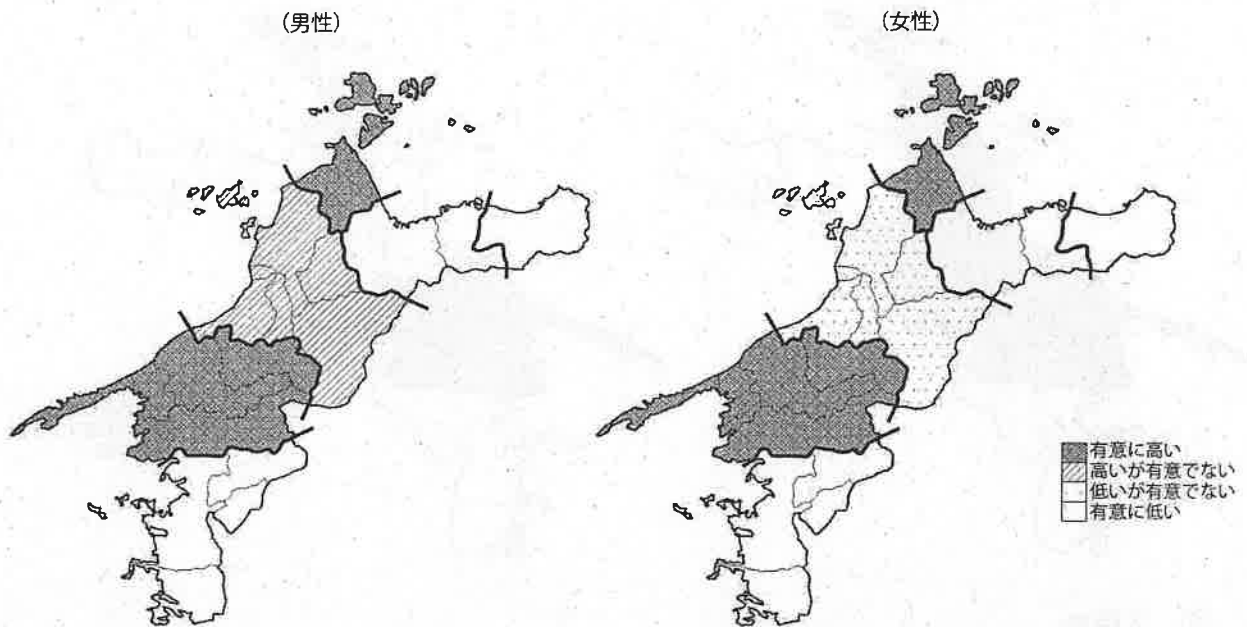 (男性)
(女性)
有意に高い
高いが有意でない
低いが有意でない
有意に低い